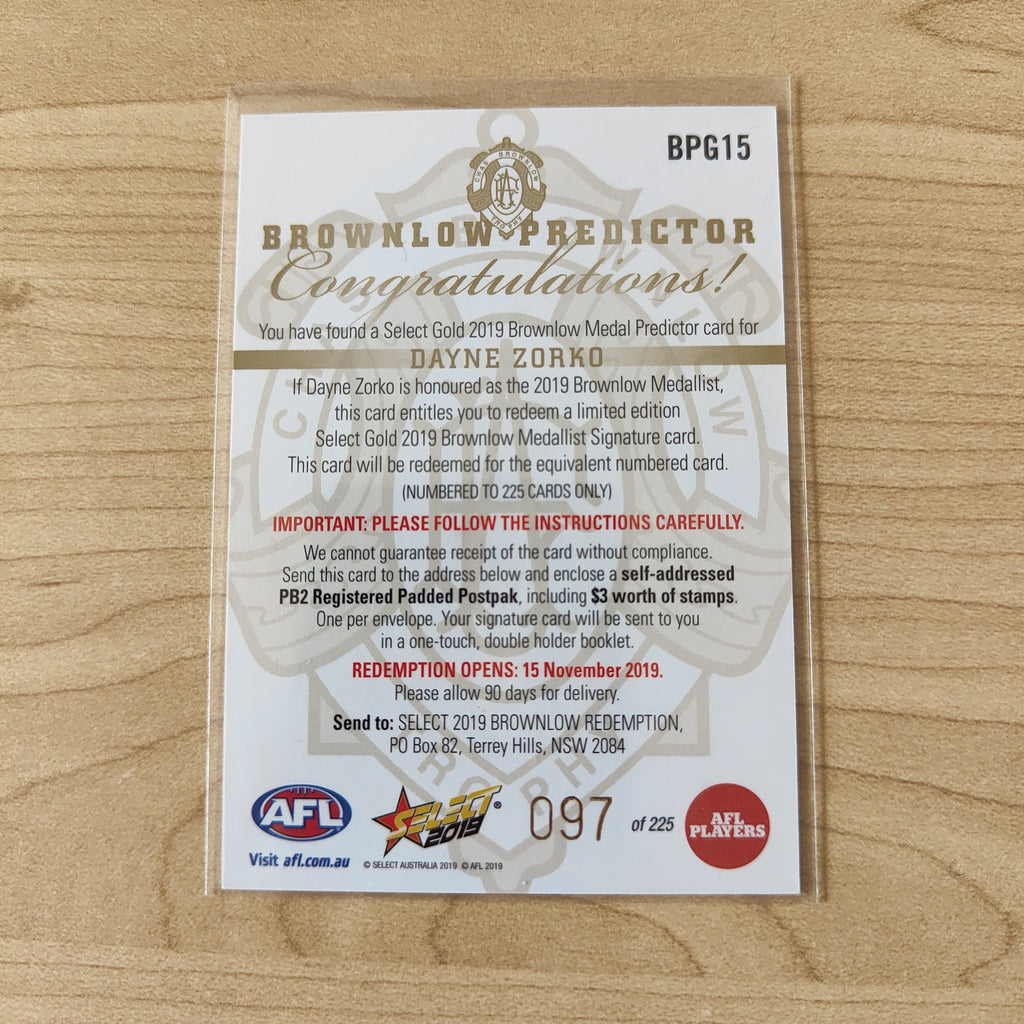 BPG15
CHAS BROWNLOW
TROPHY
BROWNLOW PREDICTOR
Congratulations!
You have found a Select Gold 2019 Brownlow Medal Predictor card for
DAYNE ZORKO
If Dayne Zorko is honoured as the 2019 Brownlow Medallist,
this card entitles you to redeem a limited edition
Select Gold 2019 Brownlow Medallist Signature card.
This card will be redeemed for the equivalent numbered card.
(NUMBERED TO 225 CARDS ONLY)
IMPORTANT: PLEASE FOLLOW THE INSTRUCTIONS CAREFULLY.
We cannot guarantee receipt of the card without compliance.
Send this card to the address below and enclose a self-addressed
PB2 Registered Padded Postpak, including $3 worth of stamps.
One per envelope. Your signature card will be sent to you
in a one-touch, double holder booklet.
REDEMPTION OPENS: 15 November 2019.
Please allow 90 days for delivery.
Send to: SELECT 2019 BROWNLOW REDEMPTION,
PO Box 82, Terrey Hills, NSW 2084
AFL
Visit afl.com.au
SELECT®
2019
© SELECT AUSTRALIA 2019 © AFL 2019
097 of 225
AFL
PLAYERS